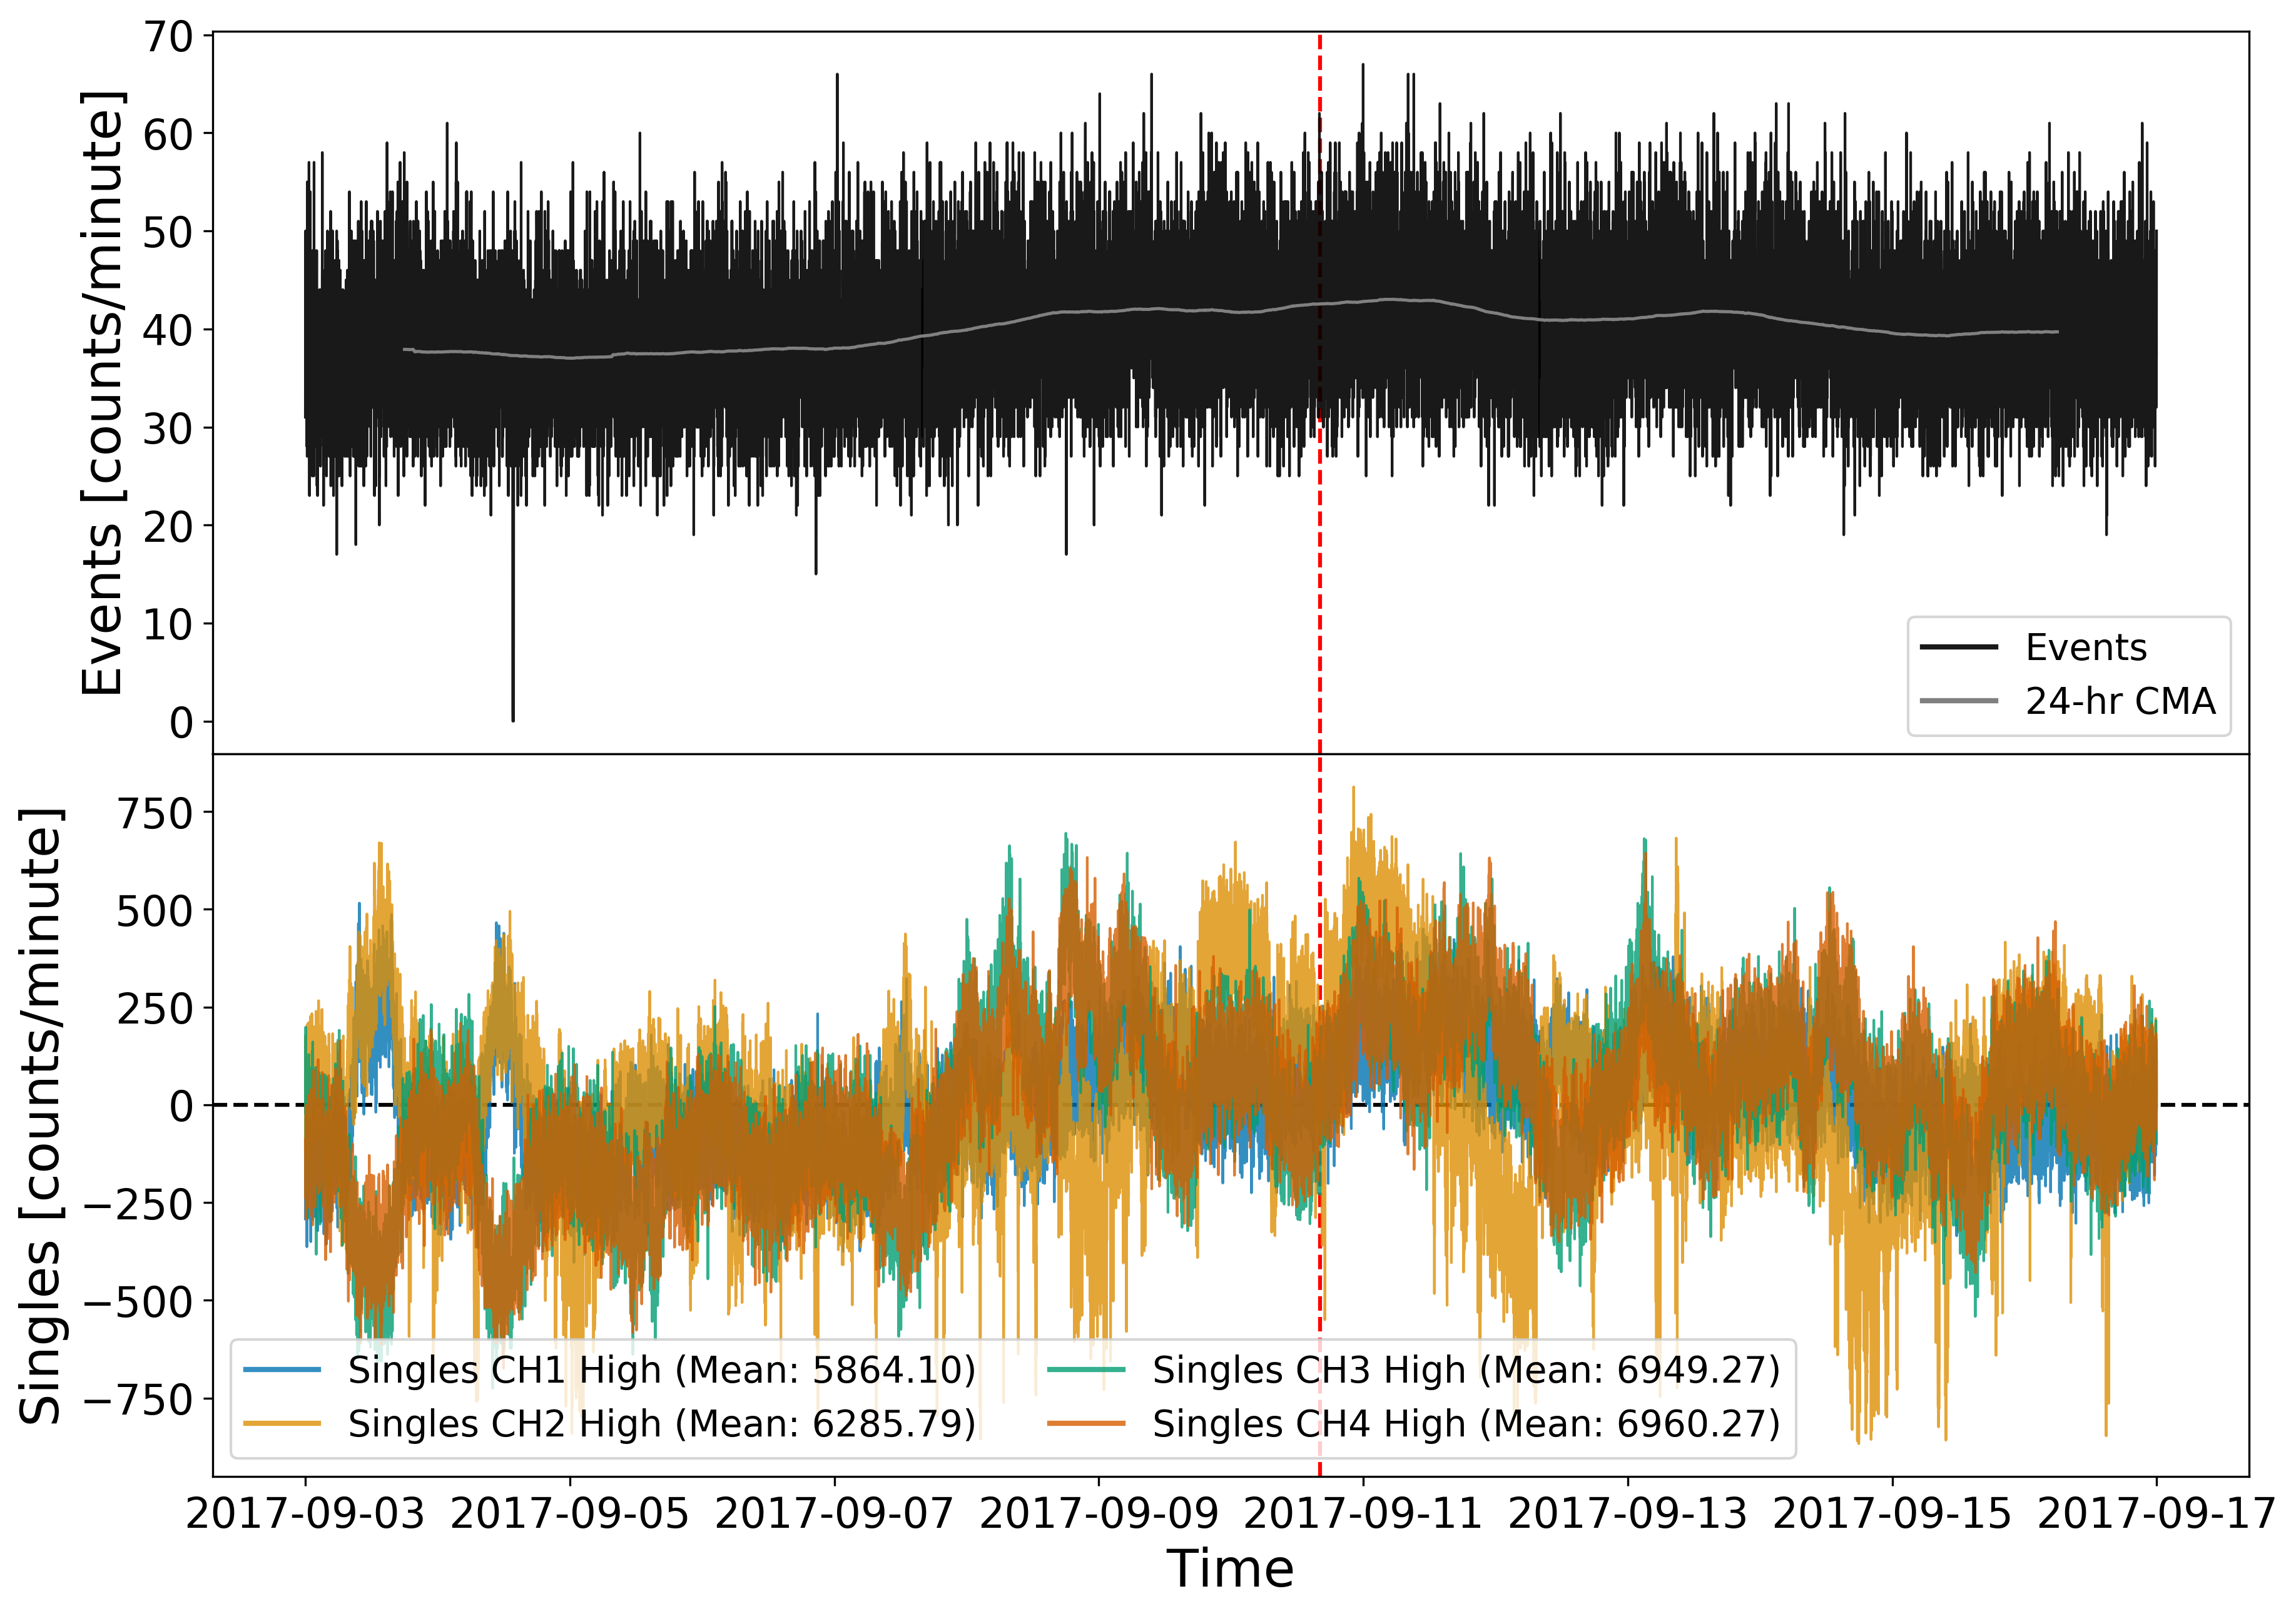 Events [counts/minute]
70
60
50
40
30
20
10
0
Events
24-hr CMA
Singles [counts/minute]
750
500
250
0
−250
−500
−750
Singles CH1 High (Mean: 5864.10)
Singles CH2 High (Mean: 6285.79)
Singles CH3 High (Mean: 6949.27)
Singles CH4 High (Mean: 6960.27)
2017-09-03 2017-09-05 2017-09-07 2017-09-09 2017-09-11 2017-09-13 2017-09-15 2017-09-17
Time